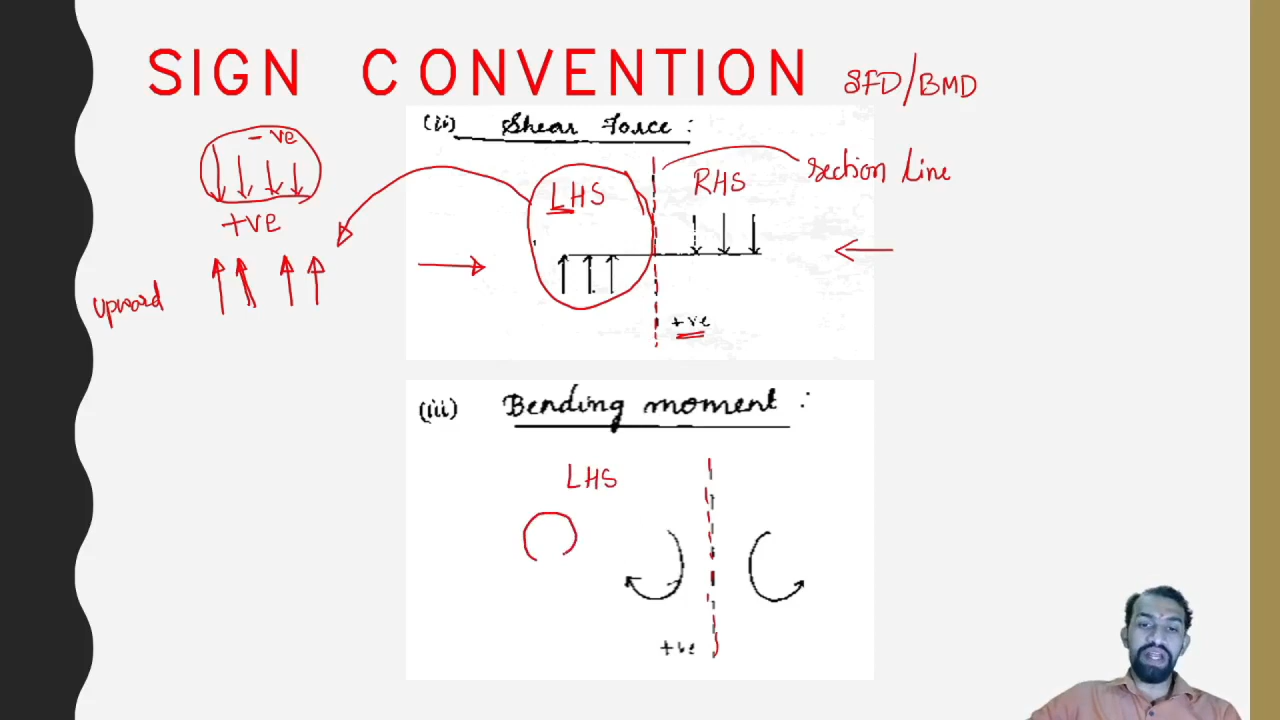 SIGN CONVENTION SFD/BMD
- ve
+ve
upward
(ii) Shear Force :
LHS
RHS
section line
+ve
(iii) Bending moment :
LHS
+ve